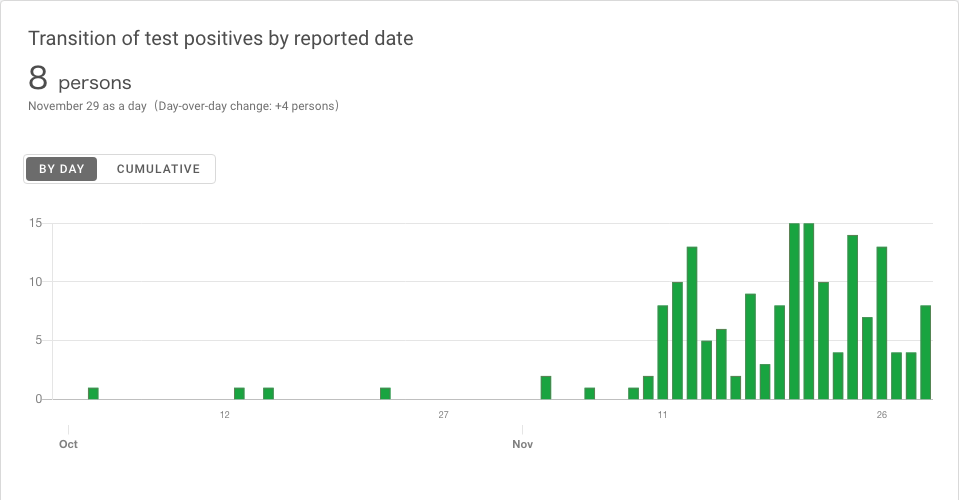 Transition of test positives by reported date
8 persons
November 29 as a day (Day-over-day change: +4 persons)
BY DAY CUMULATIVE
15
10
5
0
12 27 11 26
Oct Nov